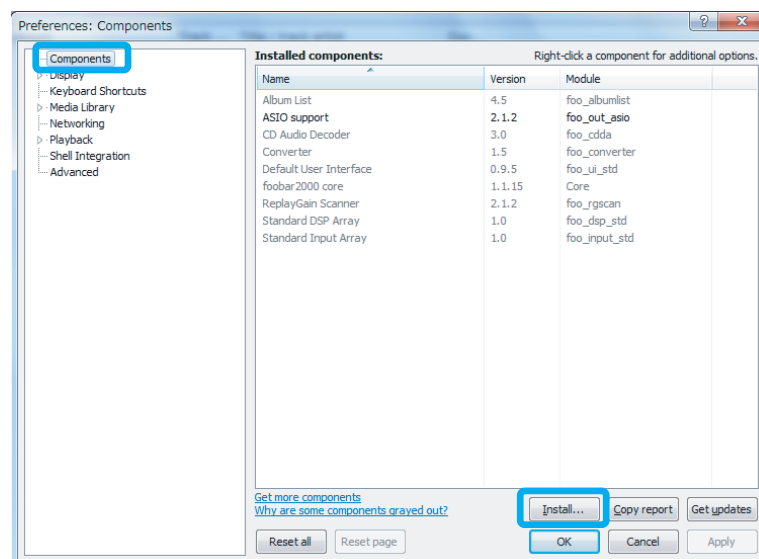 Preferences: Components
Components
Display
Keyboard Shortcuts
Media Library
Networking
Playback
Shell Integration
Advanced
Installed components: Right-click a component for additional options.
Name Version Module
Album List 4.5 foo_albumlist
ASIO support 2.1.2 foo_out_asio
CD Audio Decoder 3.0 foo_cdda
Converter 1.5 foo_converter
Default User Interface 0.9.5 foo_ui_std
foobar2000 core 1.1.15 Core
ReplayGain Scanner 2.1.2 foo_rgscan
Standard DSP Array 1.0 foo_dsp_std
Standard Input Array 1.0 foo_input_std
Get more components
Why are some components grayed out?
Install... Copy report Get updates
Reset all Reset page OK Cancel Apply